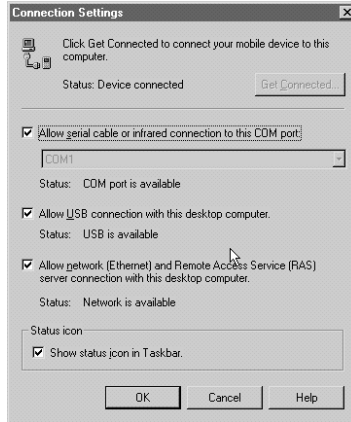 Connection Settings
Click Get Connected to connect your mobile device to this
computer.
Status: Device connected
Get Connected...
Allow serial cable or infrared connection to this COM port:
COM1
Status: COM port is available
Allow USB connection with this desktop computer.
Status: USB is available
Allow network (Ethernet) and Remote Access Service (RAS)
server connection with this desktop computer.
Status: Network is available
Status icon
Show status icon in Taskbar.
OK Cancel Help